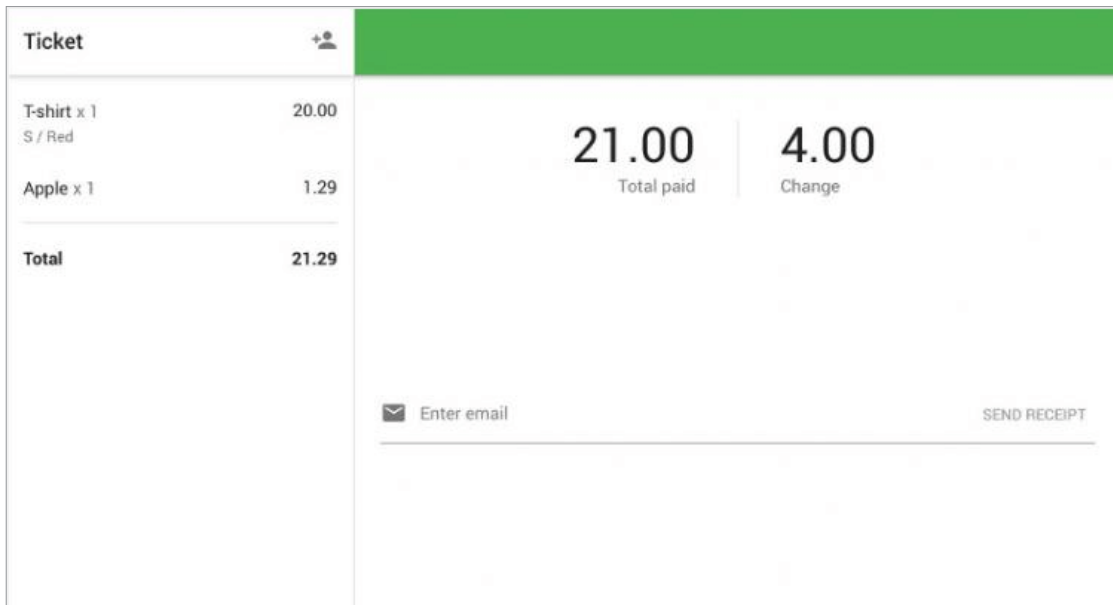 Ticket
T-shirt x 1 20.00
S / Red
Apple x 1 1.29
Total 21.29
21.00 4.00
Total paid Change
Enter email SEND RECEIPT